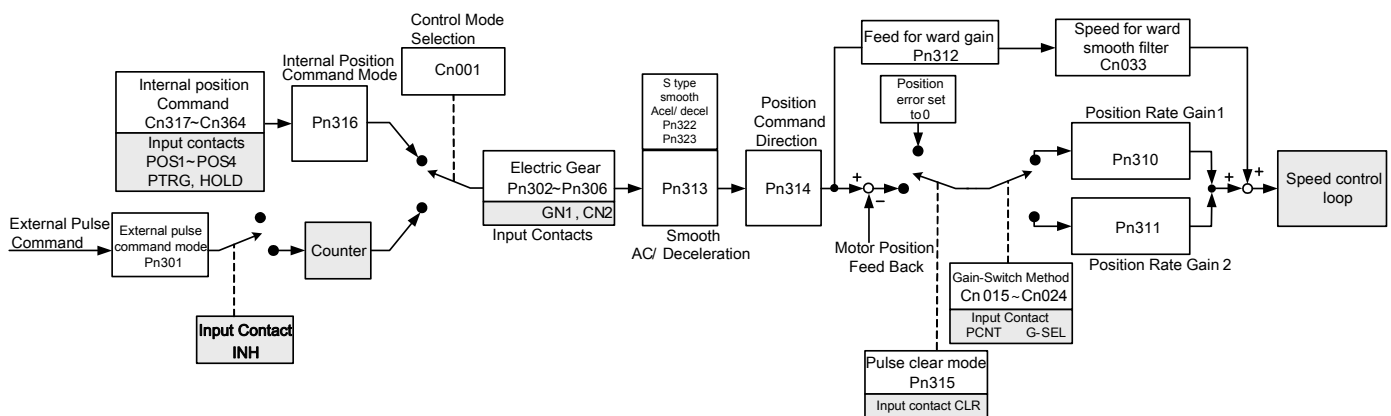 Control Mode
Selection
Cn001
Internal Position
Command Mode
Pn316
Internal position
Command
Cn317~Cn364
Input contacts
POS1~POS4
PTRG, HOLD
External Pulse
Command
External pulse
command mode
Pn301
Counter
Input Contact
INH
Electric Gear
Pn302~Pn306
GN1, CN2
Input Contacts
S type
smooth
Acel/ decel
Pn322
Pn323
Pn313
Smooth
AC/ Deceleration
Position
Command
Direction
Pn314
Feed for ward gain
Pn312
Speed for ward
smooth filter
Cn033
Position
error set
to0
+
−
Motor Position
Feed Back
Position Rate Gain1
Pn310
Pn311
Position Rate Gain 2
+
+
Speed control
loop
Gain-Switch Method
Cn015~Cn024
Input Contact
PCNT G-SEL
Pulse clear mode
Pn315
Input contact CLR